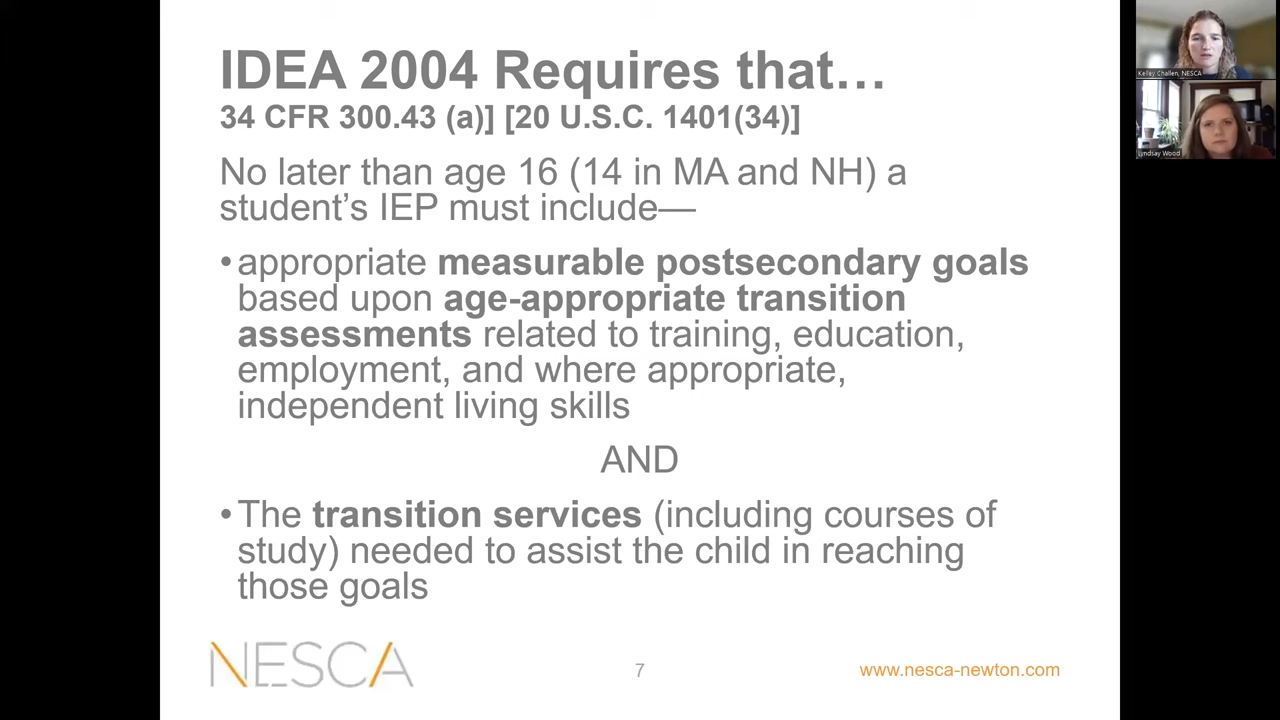 IDEA 2004 Requires that…
34 CFR 300.43 (a)] [20 U.S.C. 1401(34)]
No later than age 16 (14 in MA and NH) a
student’s IEP must include—
•appropriate measurable postsecondary goals
based upon age-appropriate transition
assessments related to training, education,
employment, and where appropriate,
independent living skills
AND
•The transition services (including courses of
study) needed to assist the child in reaching
those goals
NESCA
7
www.nesca-newton.com
Kelley Challen, NESCA
Lyndsay Wood